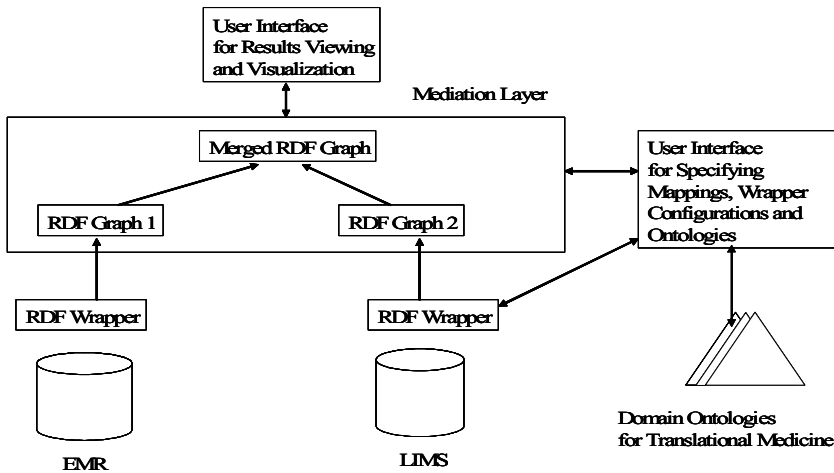 User Interface
for Results Viewing
and Visualization
Mediation Layer
Merged RDF Graph
User Interface
for Specifying
Mappings, Wrapper
Configurations and
Ontologies
RDF Graph 1
RDF Graph 2
RDF Wrapper
RDF Wrapper
Domain Ontologies
for Translational Medicine
EMR
LIMS